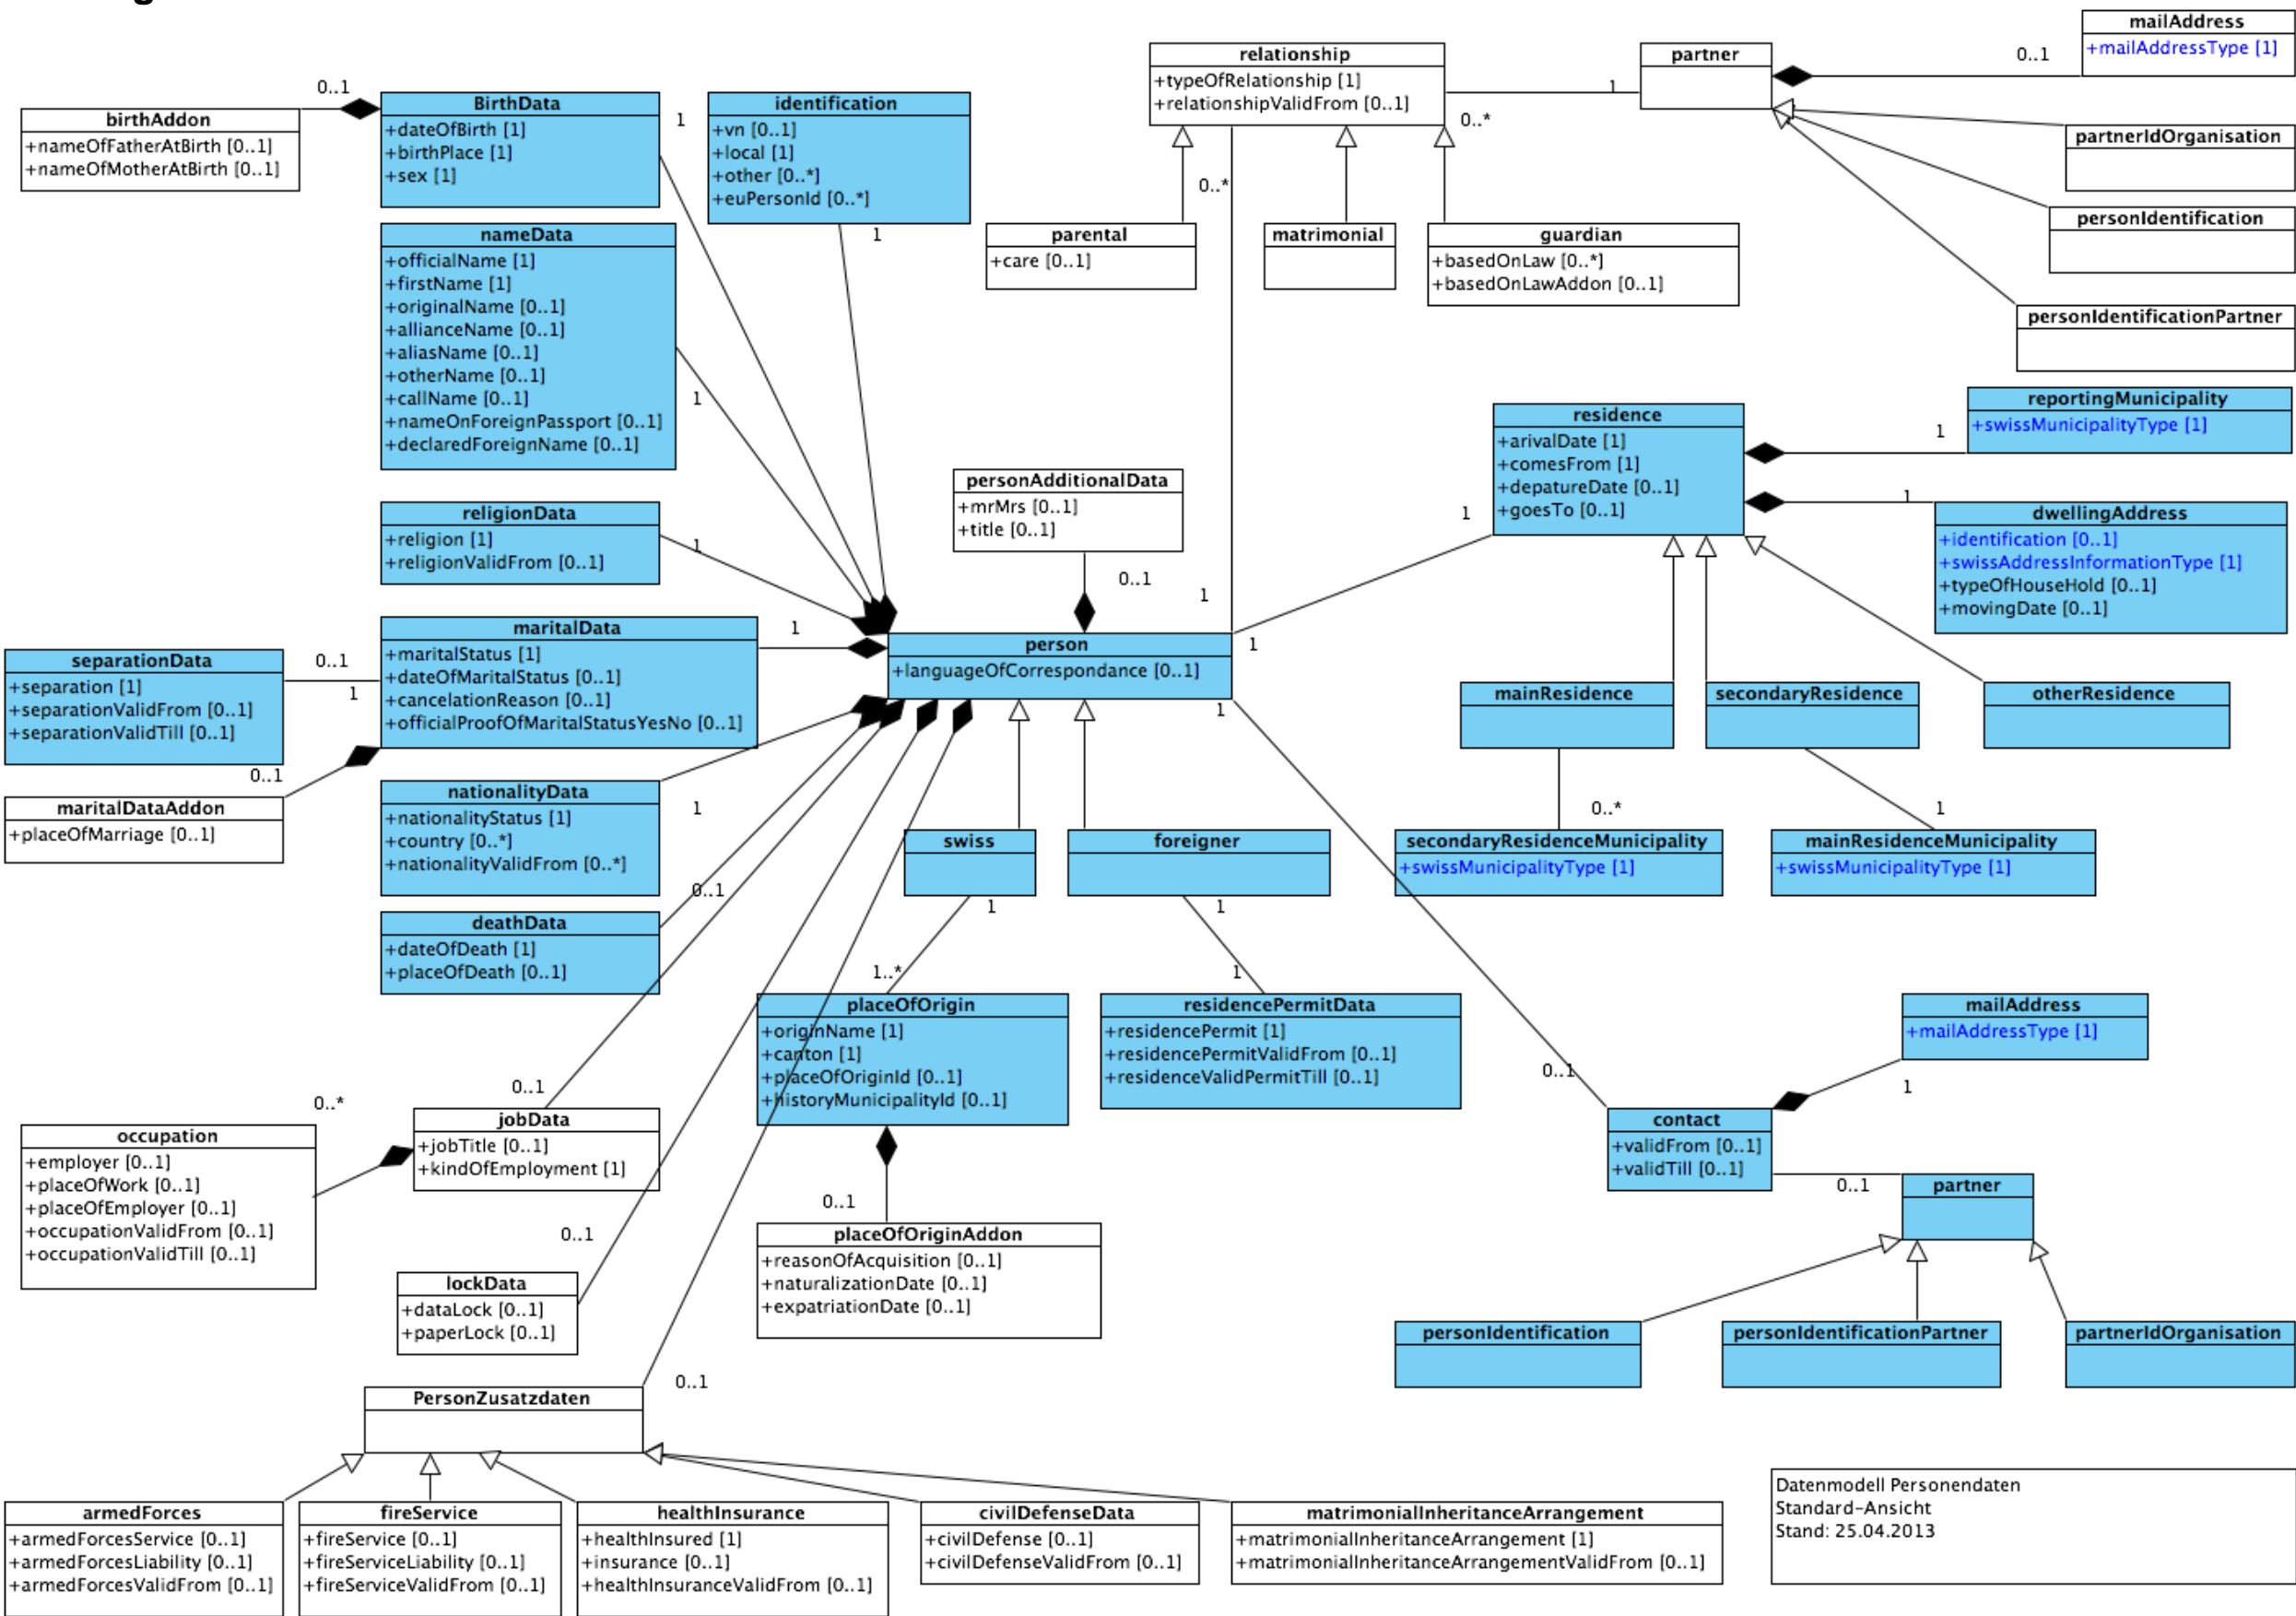 mailAddress
+mailAddressType [1]
0..1
relationship
+typeOfRelationship [1]
+relationshipValidFrom [0..1]
partner
1
0..*
0..*
partnerIdOrganisation
personIdentification
personIdentificationPartner
parental
+care [0..1]
matrimonial
guardian
+basedOnLaw [0..*]
+basedOnLawAddon [0..1]
0..1
birthAddon
+nameOfFatherAtBirth [0..1]
+nameOfMotherAtBirth [0..1]
BirthData
+dateOfBirth [1]
+birthPlace [1]
+sex [1]
1
identification
+vn [0..1]
+local [1]
+other [0..*]
+euPersonId [0..*]
1
nameData
+officialName [1]
+firstName [1]
+originalName [0..1]
+allianceName [0..1]
+aliasName [0..1]
+otherName [0..1]
+callName [0..1]
+nameOnForeignPassport [0..1]
+declaredForeignName [0..1]
1
religionData
+religion [1]
+religionValidFrom [0..1]
1
personAdditionalData
+mrMrs [0..1]
+title [0..1]
0..1
1
residence
+arivalDate [1]
+comesFrom [1]
+depatureDate [0..1]
+goesTo [0..1]
1
reportingMunicipality
+swissMunicipalityType [1]
1
1
dwellingAddress
+identification [0..1]
+swissAddressInformationType [1]
+typeOfHouseHold [0..1]
+movingDate [0..1]
maritalData
+maritalStatus [1]
+dateOfMaritalStatus [0..1]
+cancelationReason [0..1]
+officialProofOfMaritalStatusYesNo [0..1]
1
person
+languageOfCorrespondance [0..1]
1
1
separationData
+separation [1]
+separationValidFrom [0..1]
+separationValidTill [0..1]
0..1
1
0..1
maritalDataAddon
+placeOfMarriage [0..1]
mainResidence
secondaryResidence
otherResidence
0..*
1
secondaryResidenceMunicipality
+swissMunicipalityType [1]
mainResidenceMunicipality
+swissMunicipalityType [1]
nationalityData
+nationalityStatus [1]
+country [0..*]
+nationalityValidFrom [0..*]
1
0..1
swiss
foreigner
1
1
deathData
+dateOfDeath [1]
+placeOfDeath [0..1]
1..*
1
placeOfOrigin
+originName [1]
+canton [1]
+placeOfOriginId [0..1]
+historyMunicipalityId [0..1]
residencePermitData
+residencePermit [1]
+residencePermitValidFrom [0..1]
+residenceValidPermitTill [0..1]
mailAddress
+mailAddressType [1]
0..1
1
contact
+validFrom [0..1]
+validTill [0..1]
0..1
partner
0..1
jobData
+jobTitle [0..1]
+kindOfEmployment [1]
0..*
occupation
+employer [0..1]
+placeOfWork [0..1]
+placeOfEmployer [0..1]
+occupationValidFrom [0..1]
+occupationValidTill [0..1]
0..1
placeOfOriginAddon
+reasonOfAcquisition [0..1]
+naturalizationDate [0..1]
+expatriationDate [0..1]
0..1
lockData
+dataLock [0..1]
+paperLock [0..1]
personIdentification
personIdentificationPartner
partnerIdOrganisation
0..1
PersonZusatzdaten
armedForces
+armedForcesService [0..1]
+armedForcesLiability [0..1]
+armedForcesValidFrom [0..1]
fireService
+fireService [0..1]
+fireServiceLiability [0..1]
+fireServiceValidFrom [0..1]
healthInsurance
+healthInsured [1]
+insurance [0..1]
+healthInsuranceValidFrom [0..1]
civilDefenseData
+civilDefense [0..1]
+civilDefenseValidFrom [0..1]
matrimonialInheritanceArrangement
+matrimonialInheritanceArrangement [1]
+matrimonialInheritanceArrangementValidFrom [0..1]
Datenmodell Personendaten
Standard-Ansicht
Stand: 25.04.2013